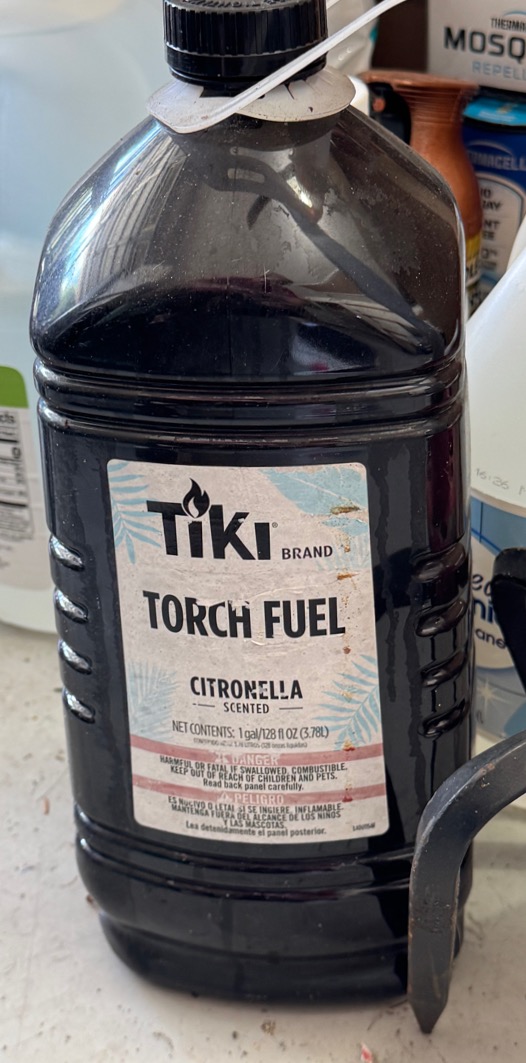 THERMACELL
MOSQ
REPEL
TiKi® BRAND
TORCH FUEL
CITRONELLA
SCENTED
NET CONTENTS: 1 gal/128 fl oz (3.78L)
DANGER
HARMFUL OR FATAL IF SWALLOWED. COMBUSTIBLE.
KEEP OUT OF REACH OF CHILDREN AND PETS.
Read back panel carefully.
PELIGRO
ES NOCIVO O LETAL SI SE INGIERE. INFLAMABLE.
MANTENGA FUERA DEL ALCANCE DE LOS NIÑOS
Y LAS MASCOTAS.
Lea detenidamente el panel posterior.